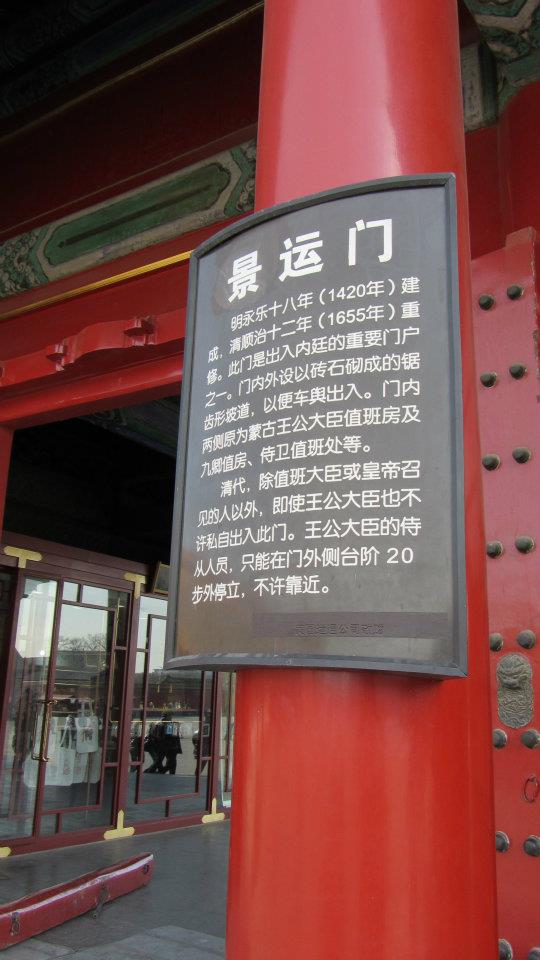 景运门
明永乐十八年（1420年）建
成，清顺治十二年（1655年）重
修。此门是出入内廷的重要门户
之一。门内外设以砖石砌成的锯
齿形坡道，以便车舆出入。门内
两侧原为蒙古王公大臣值班房及
九卿值房、侍卫值班处等。
清代，除值班大臣或皇帝召
见的人以外，即使王公大臣也不
许私自出入此门。王公大臣的侍
从人员，只能在门外侧台阶 20
步外停立，不许靠近。